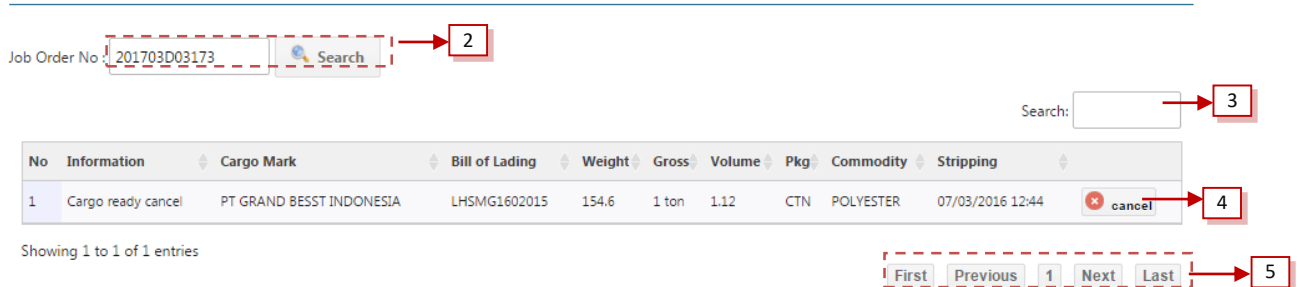 2
Job Order No : 201703D03173 Search
Search: 3
No Information Cargo Mark Bill of Lading Weight Gross Volume Pkg Commodity Stripping
1 Cargo ready cancel PT GRAND BESST INDONESIA LHSMG1602015 154.6 1 ton 1.12 CTN POLYESTER 07/03/2016 12:44 cancel 4
Showing 1 to 1 of 1 entries
First Previous 1 Next Last 5